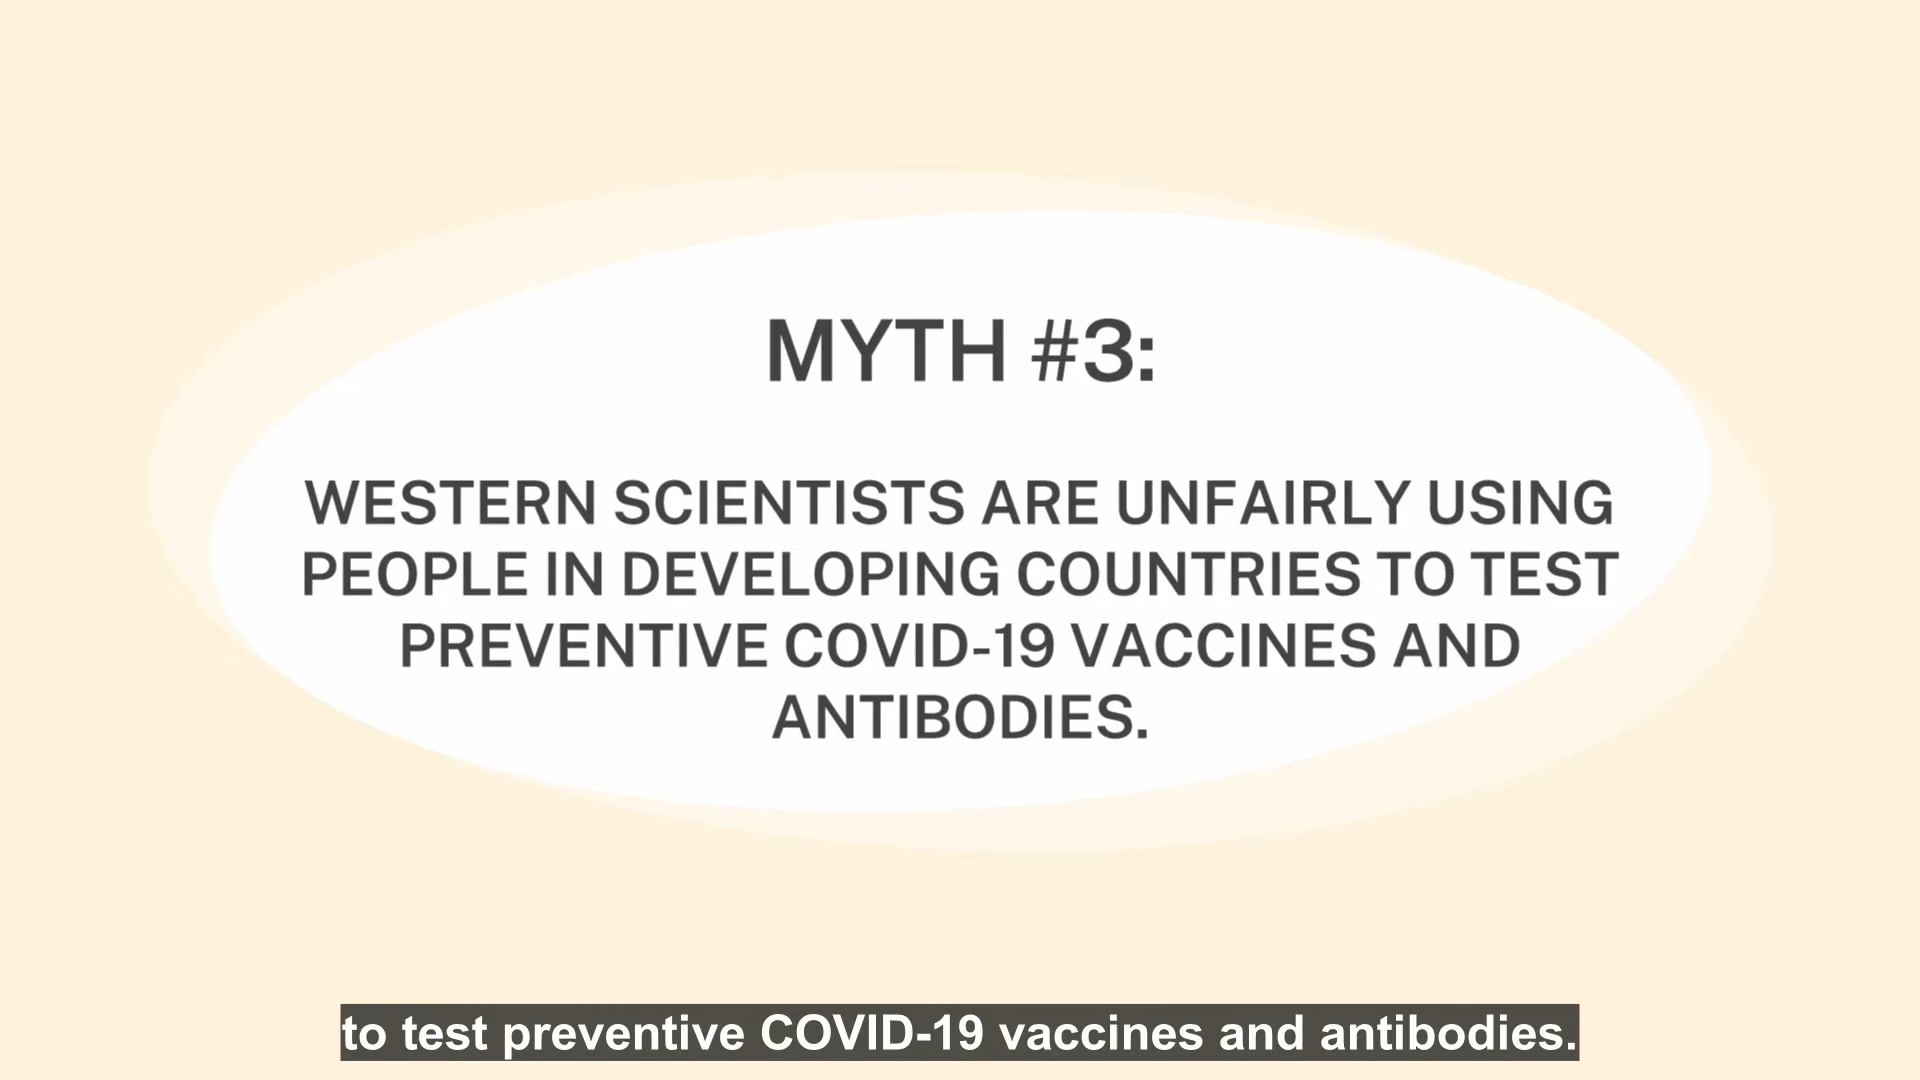 MYTH #3:
WESTERN SCIENTISTS ARE UNFAIRLY USING
PEOPLE IN DEVELOPING COUNTRIES TO TEST
PREVENTIVE COVID-19 VACCINES AND
ANTIBODIES.
to test preventive COVID-19 vaccines and antibodies.